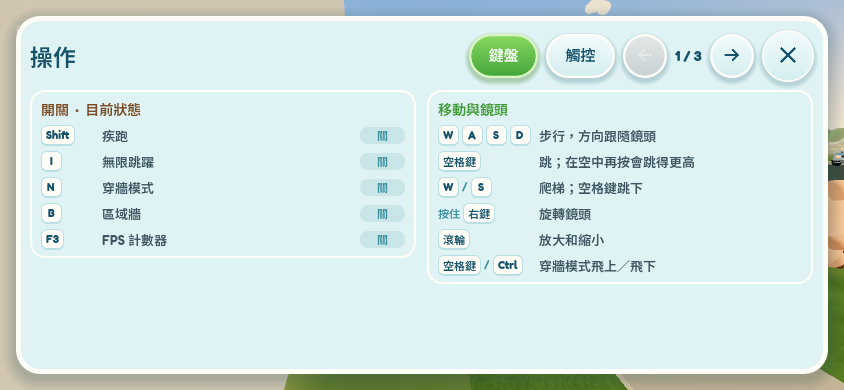 操作
鍵盤 觸控 ← 1 / 3 → ×
開關 · 目前狀態
Shift 疾跑 關
I 無限跳躍 關
N 穿牆模式 關
B 區域牆 關
F3 FPS 計數器 關
移動與鏡頭
W A S D 步行，方向跟隨鏡頭
空格鍵 跳；在空中再按會跳得更高
W / S 爬梯；空格鍵跳下
按住 右鍵 旋轉鏡頭
滾輪 放大和縮小
空格鍵 / Ctrl 穿牆模式飛上／飛下